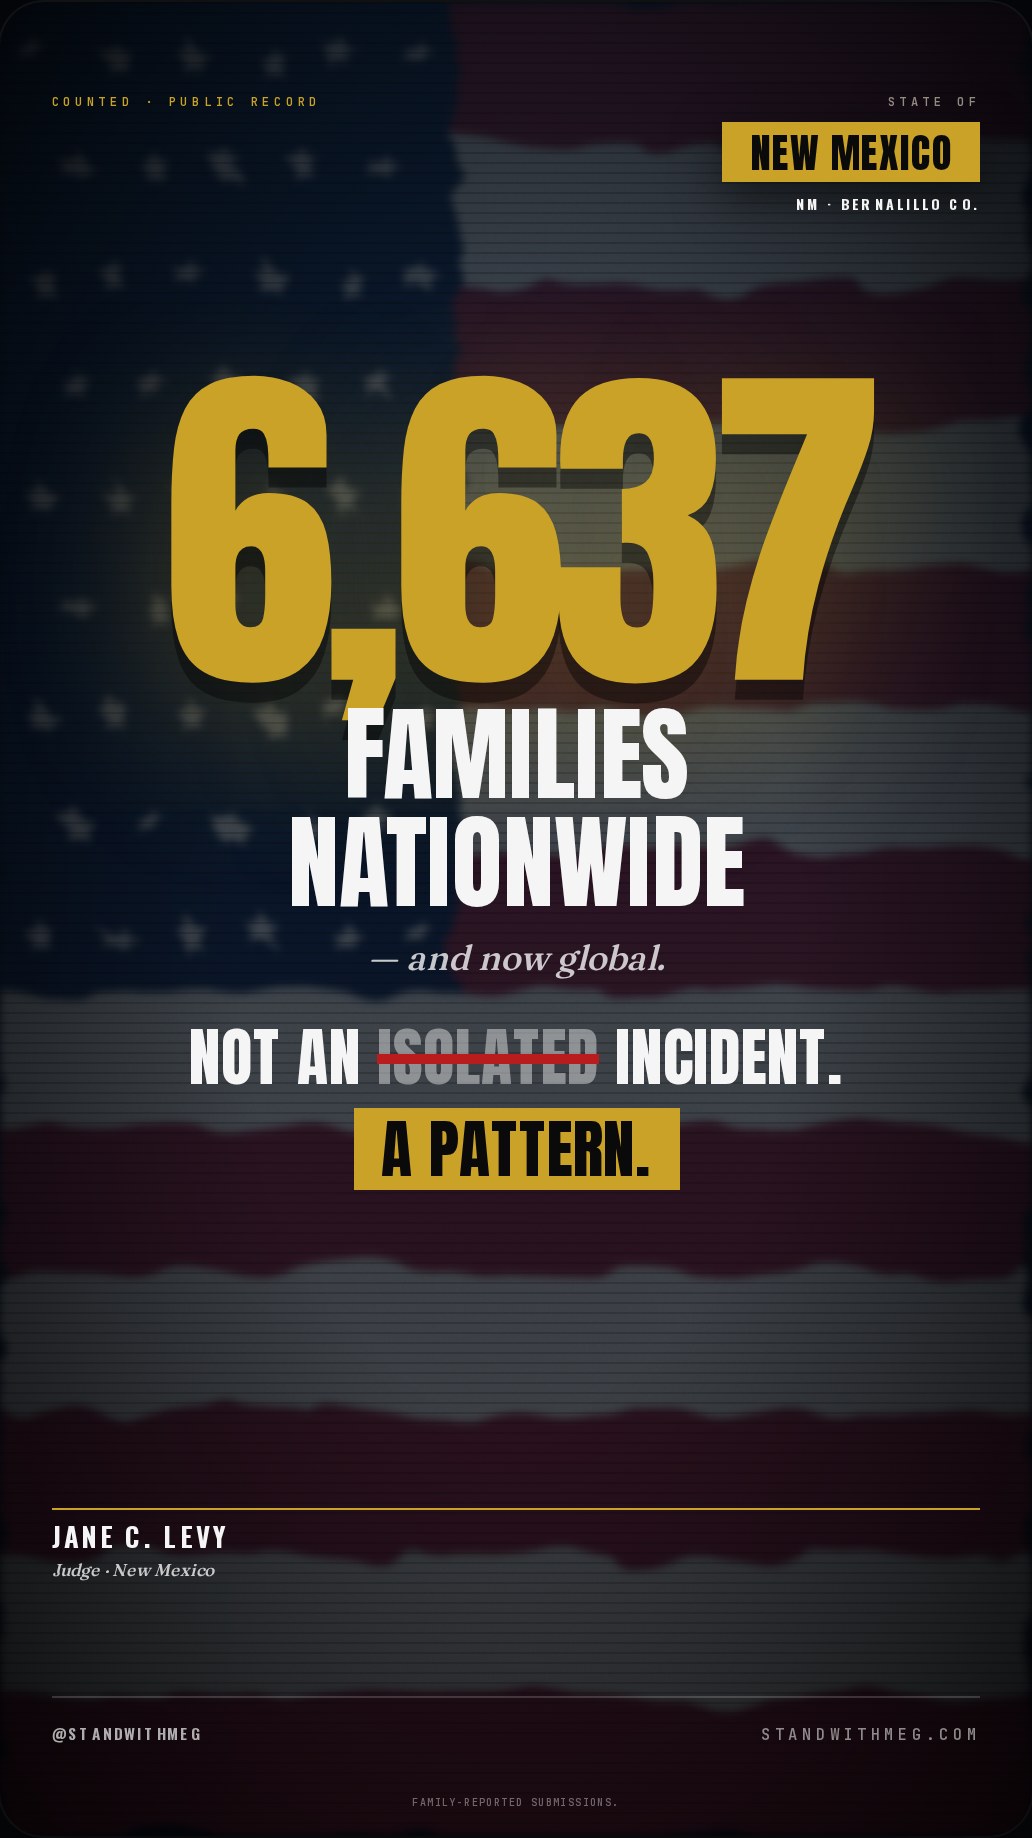 COUNTED · PUBLIC RECORD
STATE OF
NEW MEXICO
NM · BERNALILLO CO.
6,637
FAMILIES
NATIONWIDE
— and now global.
NOT AN ISOLATED INCIDENT.
A PATTERN.
JANE C. LEVY
Judge · New Mexico
@STANDWITHMEG
STANDWITHMEG.COM
FAMILY-REPORTED SUBMISSIONS.